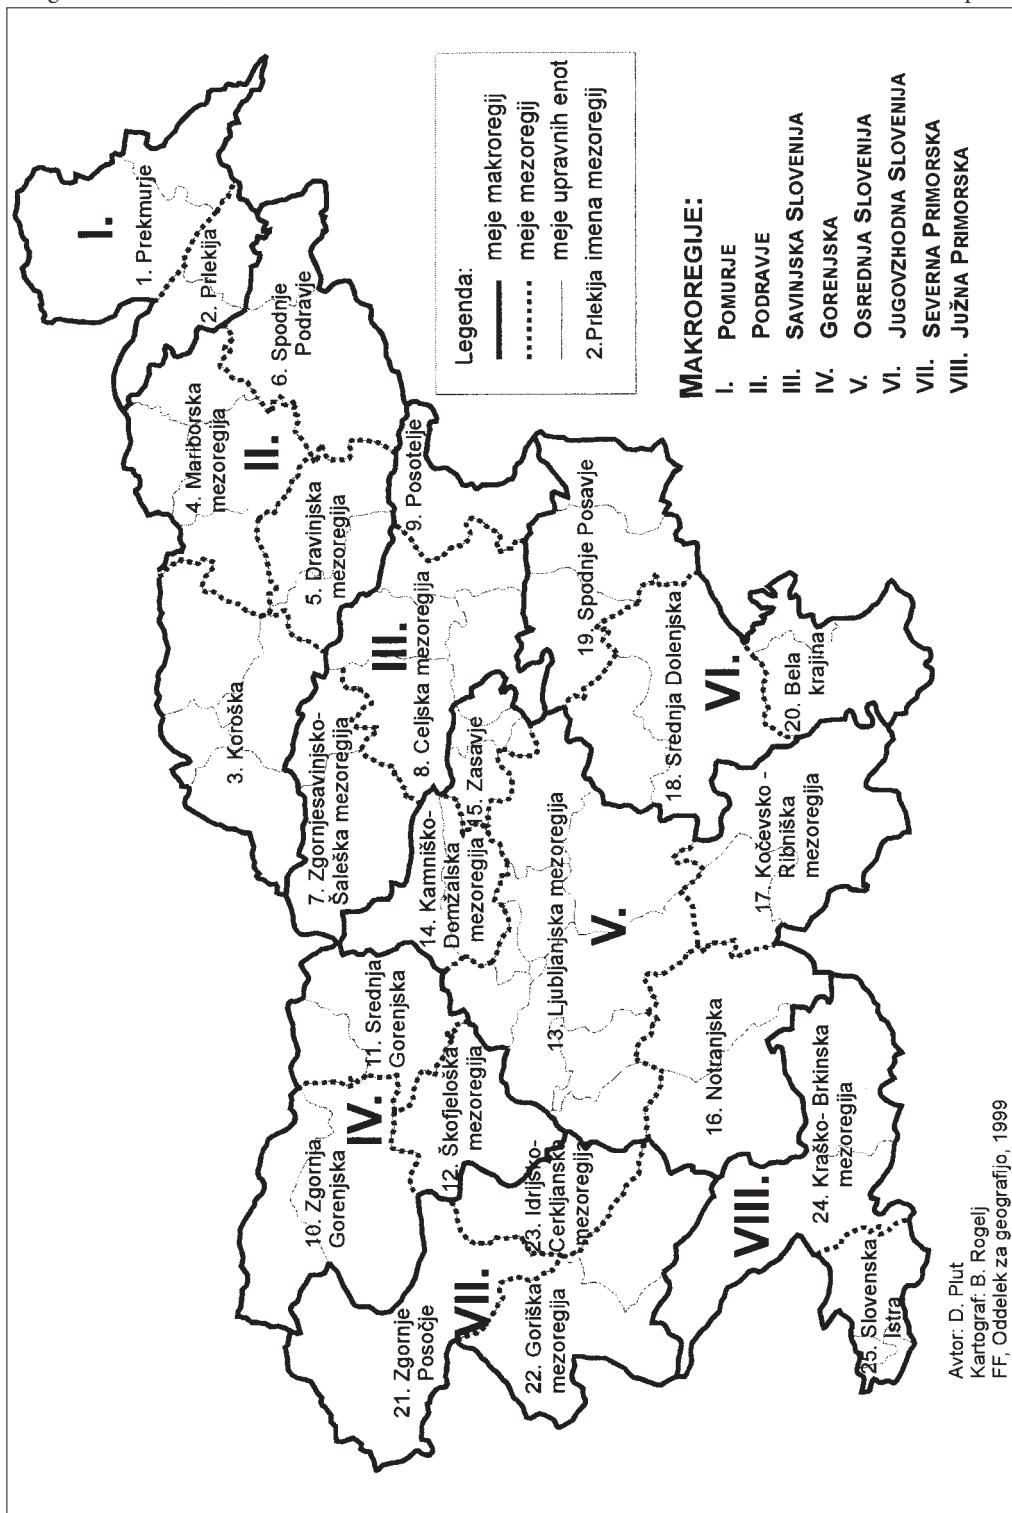 I.
1. Prekmurje
2. Prlekija
II.
3. Koroška
4. Mariborska
mezoregija
5. Dravinjska
mezoregija
6. Spodnje
Podravje
III.
7. Zgornjesavinjsko-
Šaleška mezoregija
8. Celjska mezoregija
9. Posotelje
IV.
10. Zgornja
Gorenjska
11. Srednja
Gorenjska
12. Škofjeloška
mezoregija
V.
13. Ljubljanska mezoregija
14. Kamniško-
Domžalska
mezoregija
15. Zasavje
16. Notranjska
17. Kočevsko-
Ribniška
mezoregija
VI.
18. Srednja Dolenjska
19. Spodnje Posavje
20. Bela
krajina
VII.
21. Zgornje
Posočje
22. Goriška
mezoregija
23. Idrijsko-
Cerkljanska
mezoregija
VIII.
24. Kraško- Brkinska
mezoregija
25. Slovenska
Istra
Legenda:
meje makroregij
meje mezoregij
meje upravnih enot
2.Prlekija imena mezoregij
MAKROREGIJE:
I. POMURJE
II. PODRAVJE
III. SAVINJSKA SLOVENIJA
IV. GORENJSKA
V. OSREDNJA SLOVENIJA
VI. JUGOVZHODNA SLOVENIJA
VII. SEVERNA PRIMORSKA
VIII. JUŽNA PRIMORSKA
Avtor: D. Plut
Kartograf: B. Rogelj
FF, Oddelek za geografijo, 1999